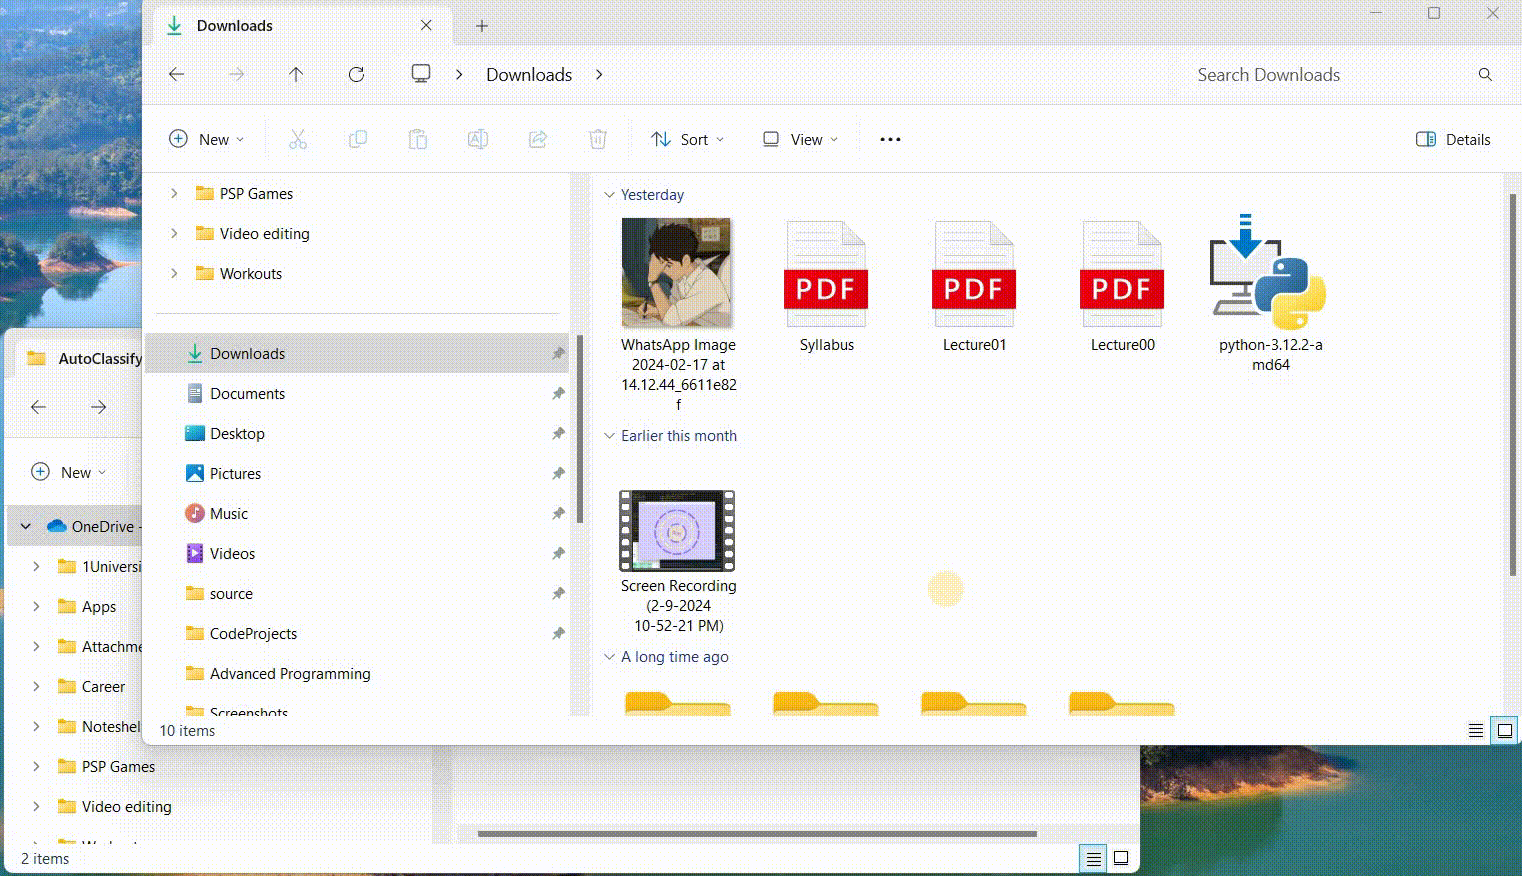 Downloads
Downloads
Search Downloads
New
Sort
View
Details
PSP Games
Video editing
Workouts
Downloads
Documents
Desktop
Pictures
Music
Videos
source
CodeProjects
Advanced Programming
Screenshots
10 items
Yesterday
WhatsApp Image
2024-02-17 at
14.12.44_6611e82
f
PDF
Syllabus
PDF
Lecture01
PDF
Lecture00
python-3.12.2-a
md64
Earlier this month
Screen Recording
(2-9-2024
10-52-21 PM)
A long time ago
AutoClassify
New
OneDrive -
1Universi
Apps
Attachme
Career
Noteshel
PSP Games
Video editing
2 items